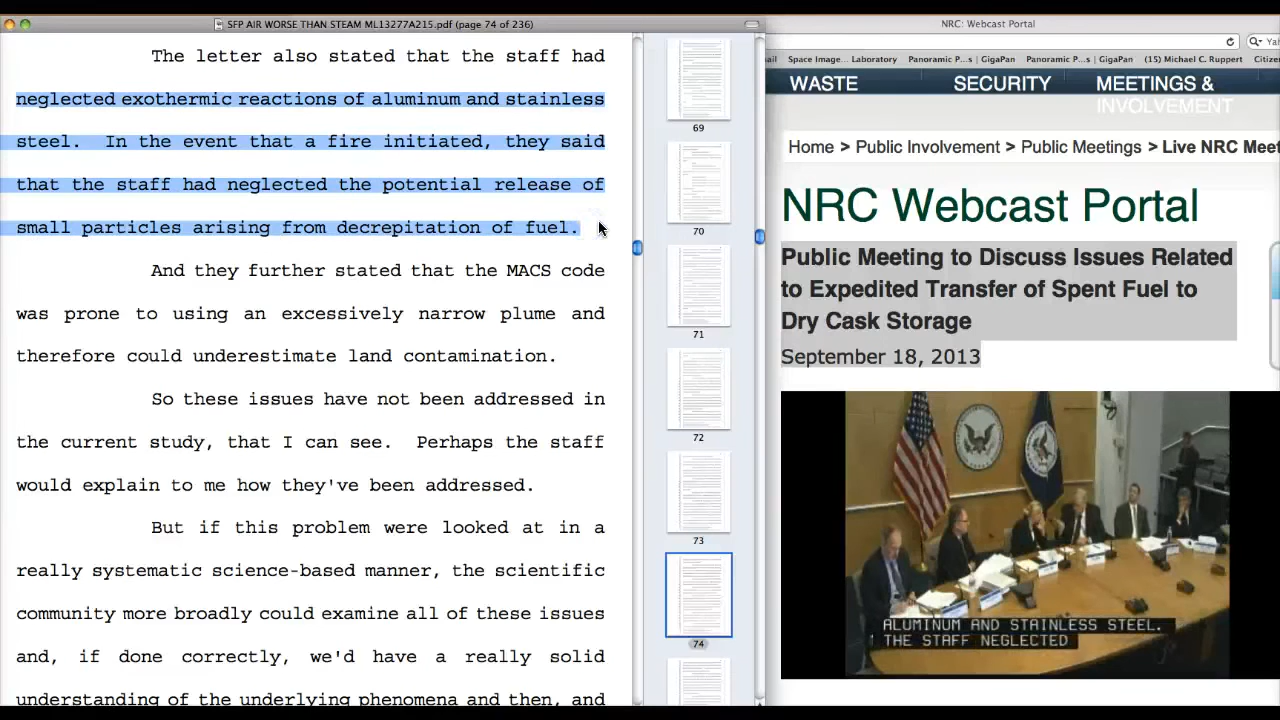 SFP AIR WORSE THAN STEAM ML13277A215.pdf (page 74 of 236)
The letter also stated that the staff had
neglected exothermic reactions of aluminum and stainless
steel. In the event that a fire initiated, they said
that the staff had neglected the potential release of
small particles arising from decrepitation of fuel.
And they further stated that the MACS code
was prone to using an excessively narrow plume and
therefore could underestimate land contamination.
So these issues have not been addressed in
the current study, that I can see. Perhaps the staff
could explain to me how they've been addressed.
But if this problem were looked at in a
really systematic science-based manner the scientific
community more broadly could examine all of these issues
and, if done correctly, we'd have a really solid
understanding of the underlying phenomena and then, and
69
70
71
72
73
74
NRC: Webcast Portal
Yah
ail Space Image... Laboratory Panoramic P...s | GigaPan Panoramic P...s | GigaPan Michael C. Ruppert Citizen
WASTE SECURITY MEETINGS &
INVOLVEMENT
Home > Public Involvement > Public Meetings > Live NRC Meet
NRC Webcast Portal
Public Meeting to Discuss Issues Related
to Expedited Transfer of Spent Fuel to
Dry Cask Storage
September 18, 2013
ALUMINUM AND STAINLESS STEEL.
THE STAFF NEGLECTED